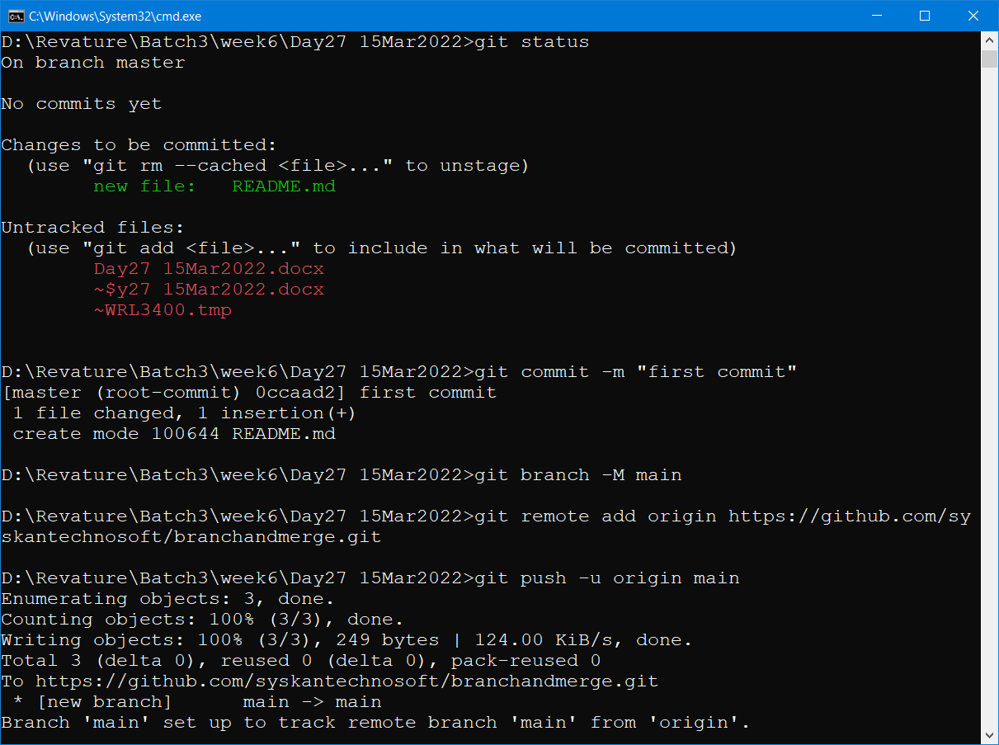 C:\Windows\System32\cmd.exe
D:\Revature\Batch3\week6\Day27 15Mar2022>git status
On branch master
No commits yet
Changes to be committed:
  (use "git rm --cached <file>..." to unstage)
        new file:   README.md
Untracked files:
  (use "git add <file>..." to include in what will be committed)
        Day27 15Mar2022.docx
        ~$y27 15Mar2022.docx
        ~WRL3400.tmp
D:\Revature\Batch3\week6\Day27 15Mar2022>git commit -m "first commit"
[master (root-commit) 0ccaad2] first commit
 1 file changed, 1 insertion(+)
 create mode 100644 README.md
D:\Revature\Batch3\week6\Day27 15Mar2022>git branch -M main
D:\Revature\Batch3\week6\Day27 15Mar2022>git remote add origin https://github.com/sy
skantechnosoft/branchandmerge.git
D:\Revature\Batch3\week6\Day27 15Mar2022>git push -u origin main
Enumerating objects: 3, done.
Counting objects: 100% (3/3), done.
Writing objects: 100% (3/3), 249 bytes | 124.00 KiB/s, done.
Total 3 (delta 0), reused 0 (delta 0), pack-reused 0
To https://github.com/syskantechnosoft/branchandmerge.git
 * [new branch]      main -> main
Branch 'main' set up to track remote branch 'main' from 'origin'.